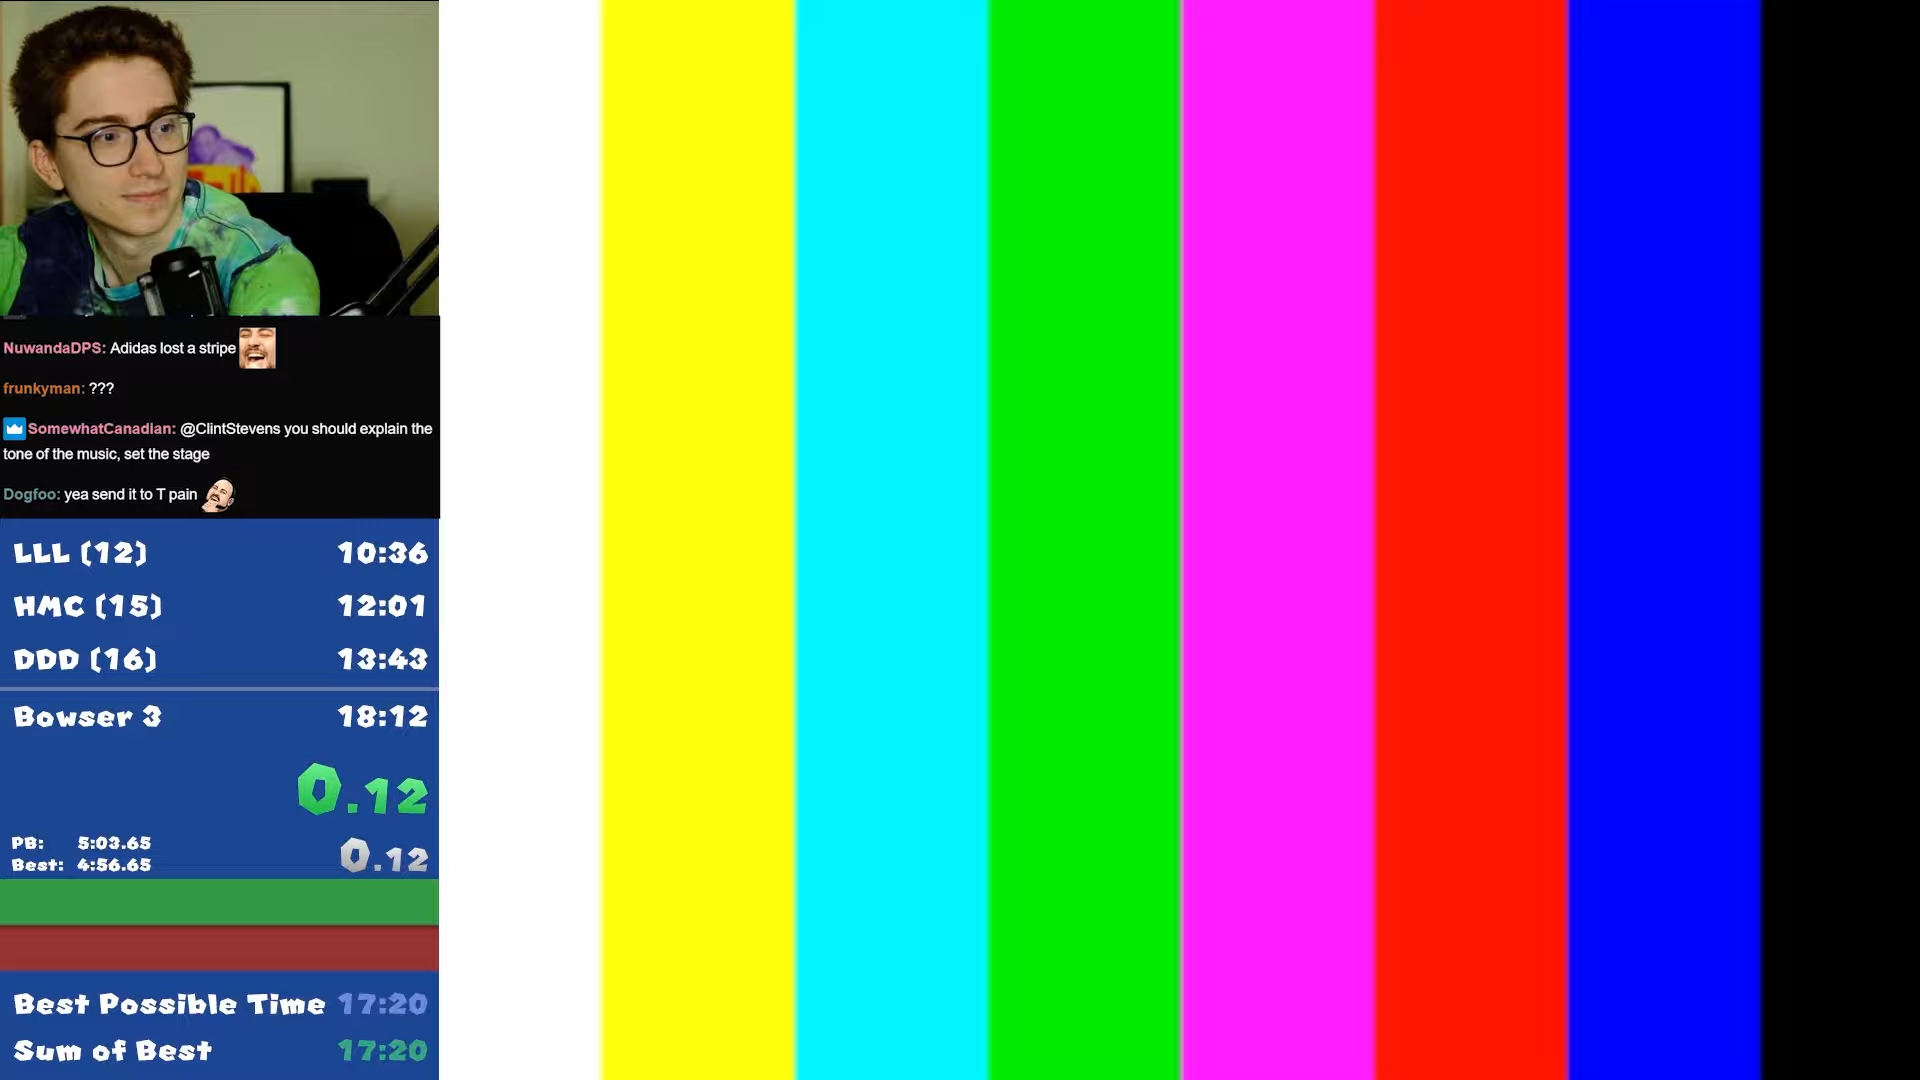 NuwandaDPS: Adidas lost a stripe
frunkyman: ???
SomewhatCanadian: @ClintStevens you should explain the
tone of the music, set the stage
Dogfoo: yea send it to T pain
LLL (12) 10:36
HMC (15) 12:01
DDD (16) 13:43
Bowser 3 18:12
0.12
PB: 5:03.65
Best: 4:56.65 0.12
Best Possible Time 17:20
Sum of Best 17:20